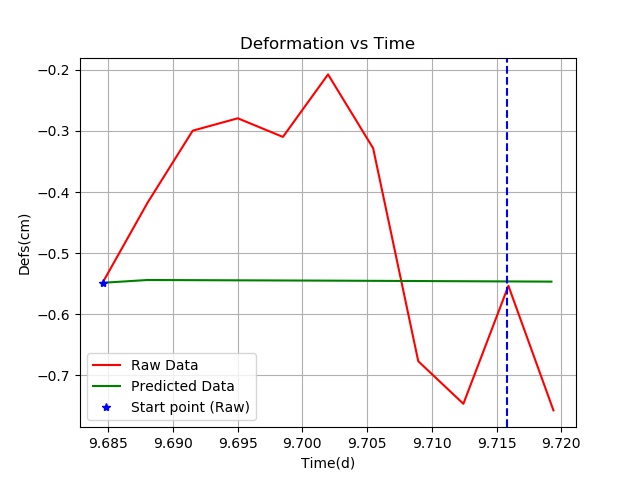 Deformation vs Time
Defs(cm)
−0.2
−0.3
−0.4
−0.5
−0.6
−0.7
Raw Data
Predicted Data
Start point (Raw)
9.685 9.690 9.695 9.700 9.705 9.710 9.715 9.720
Time(d)